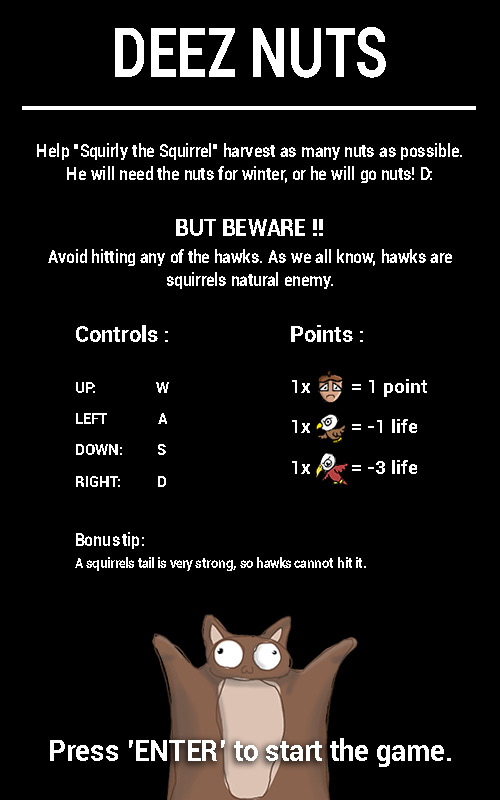 DEEZ NUTS
Help "Squirly the Squirrel" harvest as many nuts as possible.
He will need the nuts for winter, or he will go nuts! D:
BUT BEWARE !!
Avoid hitting any of the hawks. As we all know, hawks are
squirrels natural enemy.
Controls :
UP: W
LEFT A
DOWN: S
RIGHT: D
Points :
1x = 1 point
1x = -1 life
1x = -3 life
Bonus tip:
A squirrels tail is very strong, so hawks cannot hit it.
Press 'ENTER' to start the game.